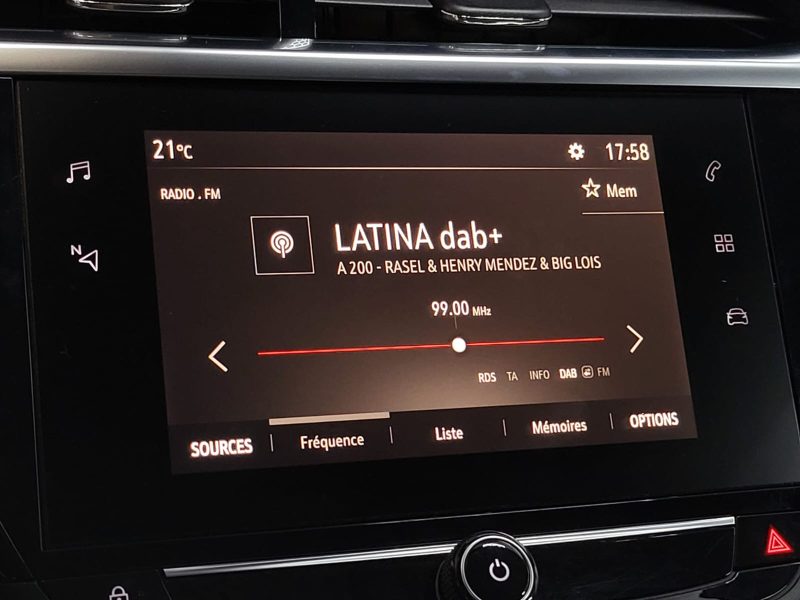 21°C
17:58
RADIO . FM
Mem
LATINA dab+
A 200 - RASEL & HENRY MENDEZ & BIG LOIS
N
99.00 MHz
RDS TA INFO DAB FM
SOURCES Fréquence Liste Mémoires OPTIONS